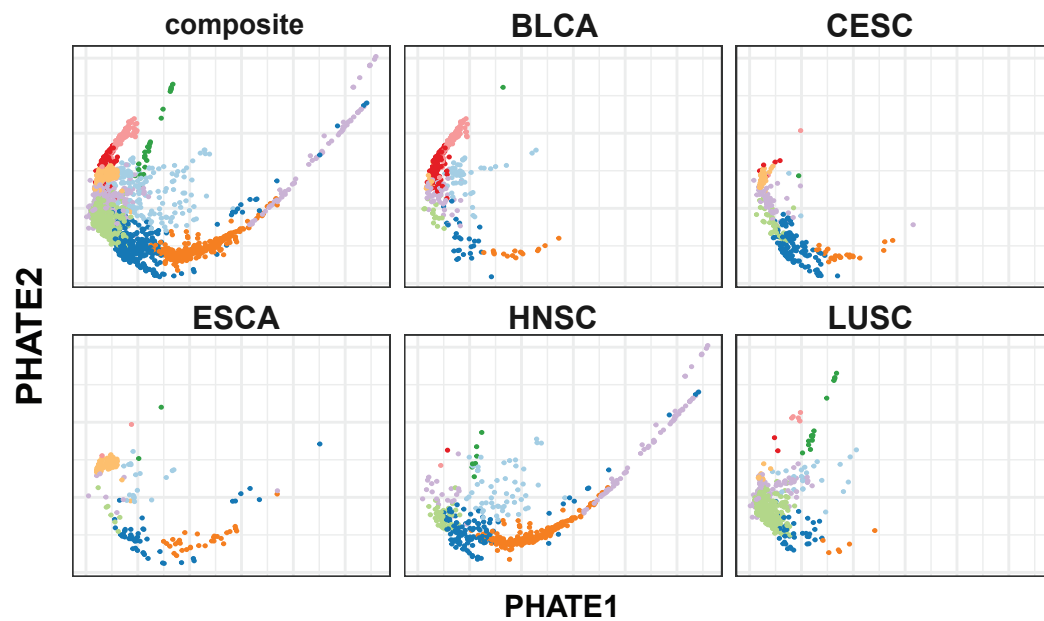 composite
BLCA
CESC
PHATE2
ESCA
HNSC
LUSC
PHATE1